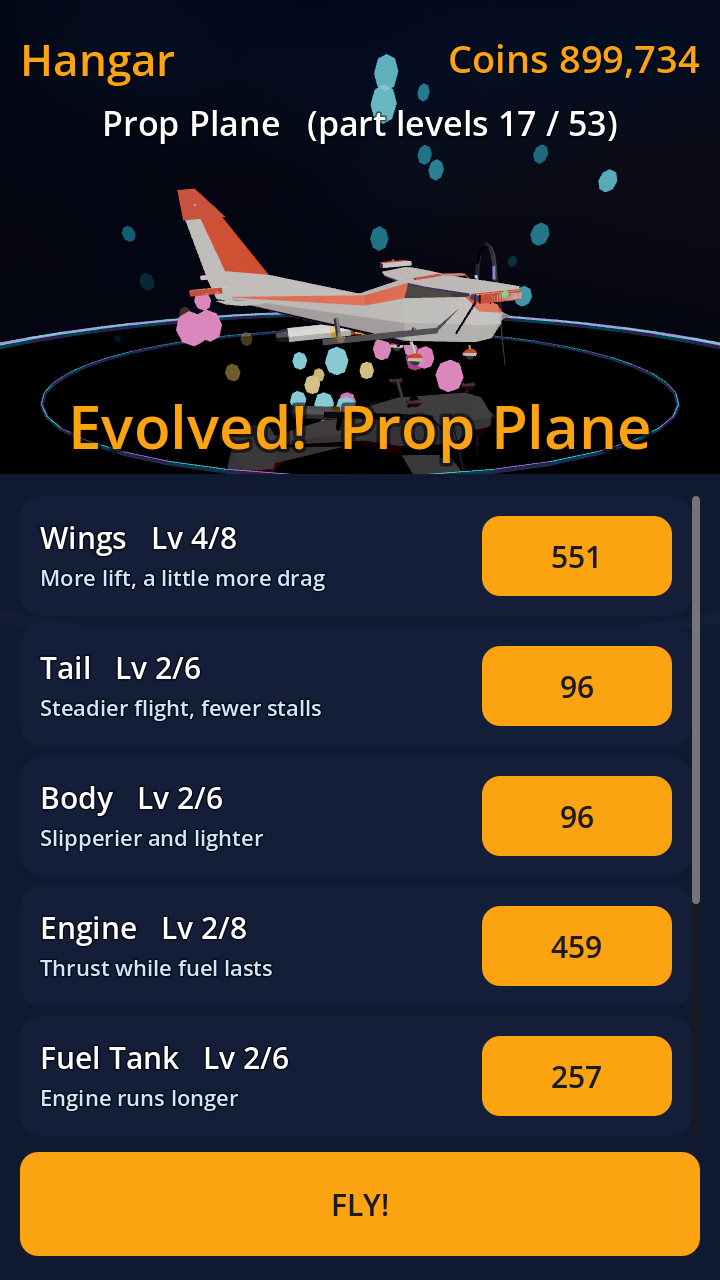 Hangar
Coins 899,734
Prop Plane (part levels 17 / 53)
Evolved! Prop Plane
Wings Lv 4/8
More lift, a little more drag
551
Tail Lv 2/6
Steadier flight, fewer stalls
96
Body Lv 2/6
Slipperier and lighter
96
Engine Lv 2/8
Thrust while fuel lasts
459
Fuel Tank Lv 2/6
Engine runs longer
257
FLY!